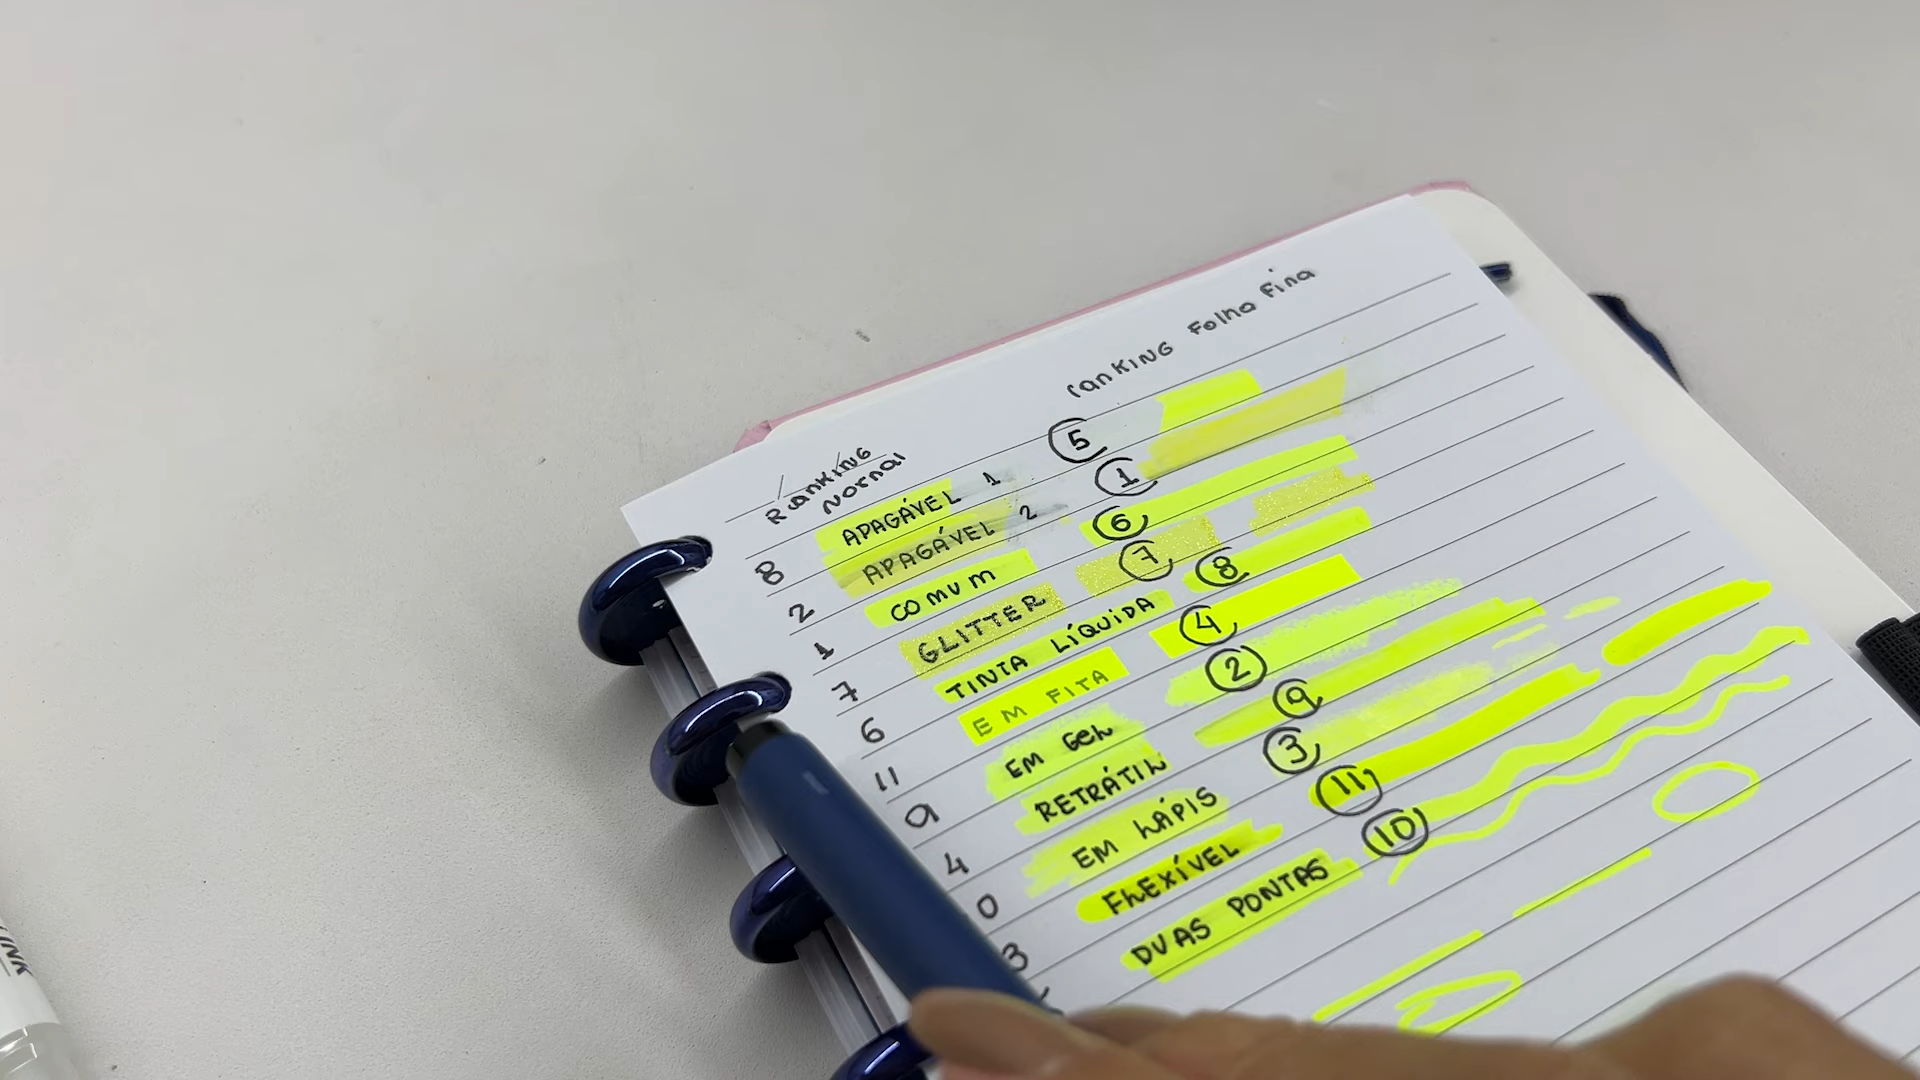 Ranking Folha Fina
Ranking
Normal
8 APAGÁVEL 1 5
2 APAGÁVEL 2 1
1 COMUM 6
7 GLITTER 7
6 TINTA LÍQUIDA 8
11 EM FITA 4
9 EM GEL 2
4 RETRÁTIL 9
0 EM LÁPIS 3
3 FLEXÍVEL 11
DUAS PONTAS 10
INK